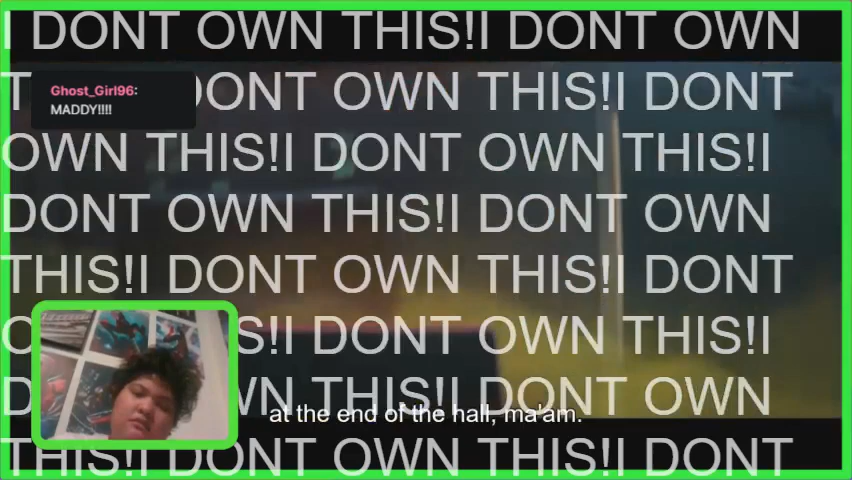 I DONT OWN THIS!I DONT OWN
T DONT OWN THIS!I DONT
Ghost_Girl96:
MADDY!!!!
OWN THIS!I DONT OWN THIS!I
DONT OWN THIS!I DONT OWN
THIS!I DONT OWN THIS!I DONT
O S!I DONT OWN THIS!I
D WN THIS!I DONT OWN
at the end of the hall, ma'am.
THIS!I DONT OWN THIS!I DONT